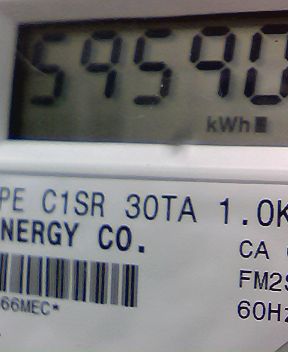 59590
kWh
PE C1SR 30TA 1.0K
NERGY CO.
CA
FM2S
66MEC*
60Hz